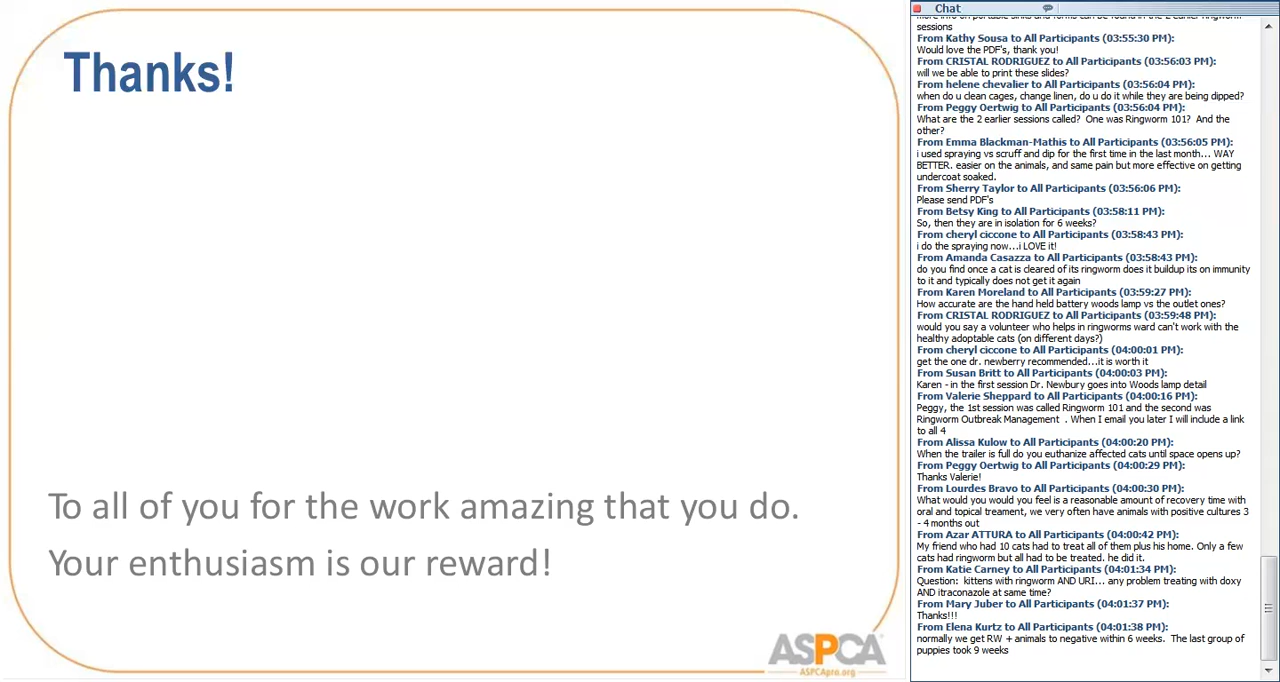 Thanks!
To all of you for the work amazing that you do.
Your enthusiasm is our reward!
ASPCA
ASPCApro.org
Chat
sessions
From Kathy Sousa to All Participants (03:55:30 PM):
Would love the PDF's, thank you!
From CRISTAL RODRIGUEZ to All Participants (03:56:03 PM):
will we be able to print these slides?
From helene chevalier to All Participants (03:56:04 PM):
when do u clean cages, change linen, do u do it while they are being dipped?
From Peggy Oertwig to All Participants (03:56:04 PM):
What are the 2 earlier sessions called? One was Ringworm 101? And the
other?
From Emma Blackman-Mathis to All Participants (03:56:05 PM):
i used spraying vs scruff and dip for the first time in the last month... WAY
BETTER. easier on the animals, and same pain but more effective on getting
undercoat soaked.
From Sherry Taylor to All Participants (03:56:06 PM):
Please send PDF's
From Betsy King to All Participants (03:58:11 PM):
So, then they are in isolation for 6 weeks?
From cheryl ciccone to All Participants (03:58:43 PM):
i do the spraying now...i LOVE it!
From Amanda Casazza to All Participants (03:58:43 PM):
do you find once a cat is cleared of its ringworm does it buildup its on immunity
to it and typically does not get it again
From Karen Moreland to All Participants (03:59:27 PM):
How accurate are the hand held battery woods lamp vs the outlet ones?
From CRISTAL RODRIGUEZ to All Participants (03:59:48 PM):
would you say a volunteer who helps in ringworms ward can't work with the
healthy adoptable cats (on different days?)
From cheryl ciccone to All Participants (04:00:01 PM):
get the one dr. newberry recommended...it is worth it
From Susan Britt to All Participants (04:00:03 PM):
Karen - in the first session Dr. Newbury goes into Woods lamp detail
From Valerie Sheppard to All Participants (04:00:16 PM):
Peggy, the 1st session was called Ringworm 101 and the second was
Ringworm Outbreak Management . When I email you later I will include a link
to all 4
From Alissa Kulow to All Participants (04:00:20 PM):
When the trailer is full do you euthanize affected cats until space opens up?
From Peggy Oertwig to All Participants (04:00:29 PM):
Thanks Valerie!
From Lourdes Bravo to All Participants (04:00:30 PM):
What would you would you feel is a reasonable amount of recovery time with
oral and topical treament, we very often have animals with positive cultures 3
- 4 months out
From Azar ATTURA to All Participants (04:00:42 PM):
My friend who had 10 cats had to treat all of them plus his home. Only a few
cats had ringworm but all had to be treated. he did it.
From Katie Carney to All Participants (04:01:34 PM):
Question: kittens with ringworm AND URI... any problem treating with doxy
AND itraconazole at same time?
From Mary Juber to All Participants (04:01:37 PM):
Thanks!!!
From Elena Kurtz to All Participants (04:01:38 PM):
normally we get RW + animals to negative within 6 weeks. The last group of
puppies took 9 weeks